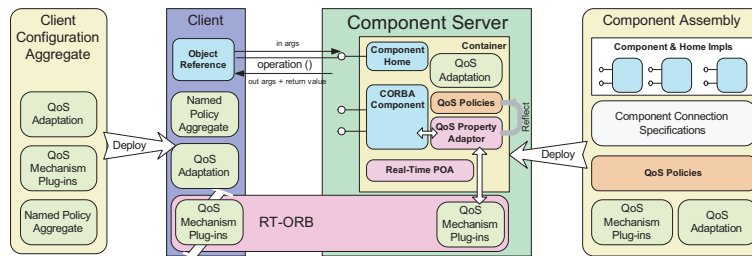 Client
Configuration
Aggregate
QoS
Adaptation
QoS
Mechanism
Plug-ins
Named Policy
Aggregate
Deploy
Client
Object
Reference
Named
Policy
Aggregate
QoS
Adaptation
QoS
Mechanism
Plug-ins
in args
operation ()
out args + return value
RT-ORB
Component Server
Container
Component
Home
QoS
Adaptation
CORBA
Component
QoS Policies
QoS Property
Adaptor
Reflect
Real-Time POA
QoS
Mechanism
Plug-ins
Deploy
Component Assembly
Component & Home Impls
Component Connection
Specifications
QoS Policies
QoS
Mechanism
Plug-ins
QoS
Adaptation